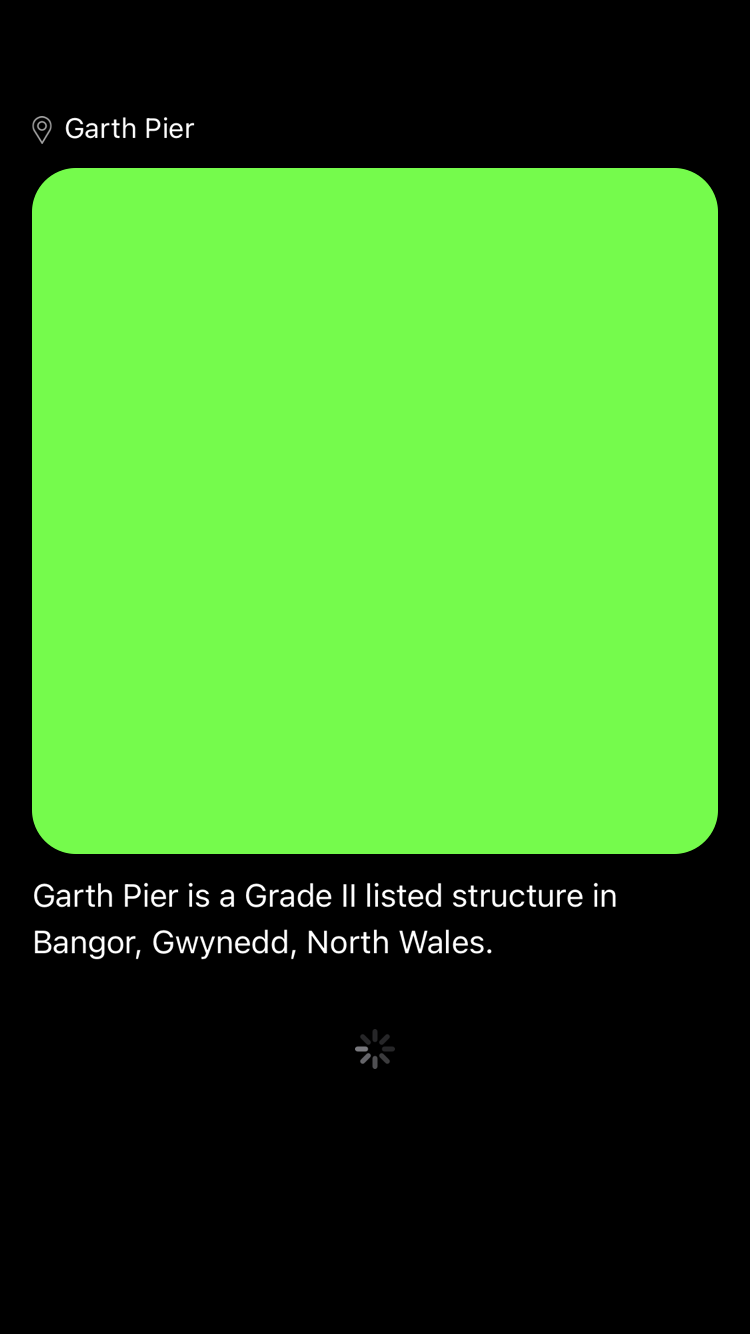 Garth Pier
Garth Pier is a Grade II listed structure in
Bangor, Gwynedd, North Wales.